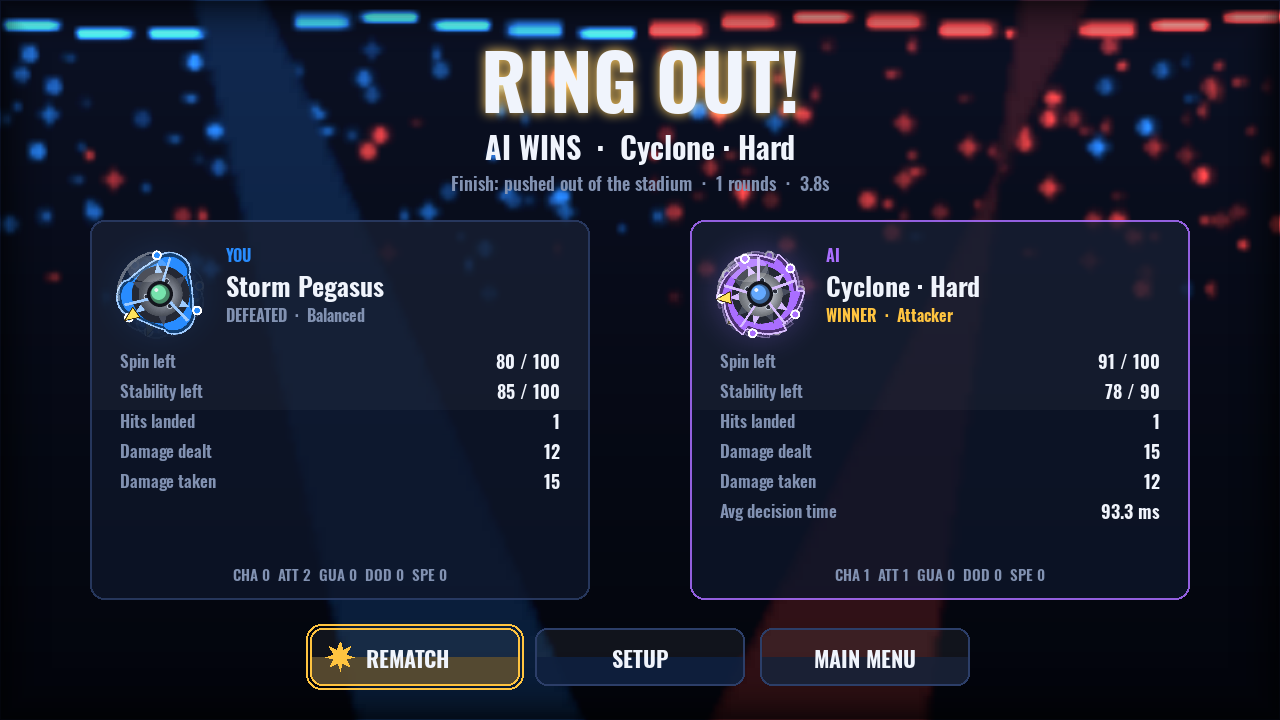 RING OUT!
AI WINS · Cyclone · Hard
Finish: pushed out of the stadium · 1 rounds · 3.8s
YOU
Storm Pegasus
DEFEATED · Balanced
Spin left 80 / 100
Stability left 85 / 100
Hits landed 1
Damage dealt 12
Damage taken 15
CHA 0 ATT 2 GUA 0 DOD 0 SPE 0
AI
Cyclone · Hard
WINNER · Attacker
Spin left 91 / 100
Stability left 78 / 90
Hits landed 1
Damage dealt 15
Damage taken 12
Avg decision time 93.3 ms
CHA 1 ATT 1 GUA 0 DOD 0 SPE 0
REMATCH
SETUP
MAIN MENU